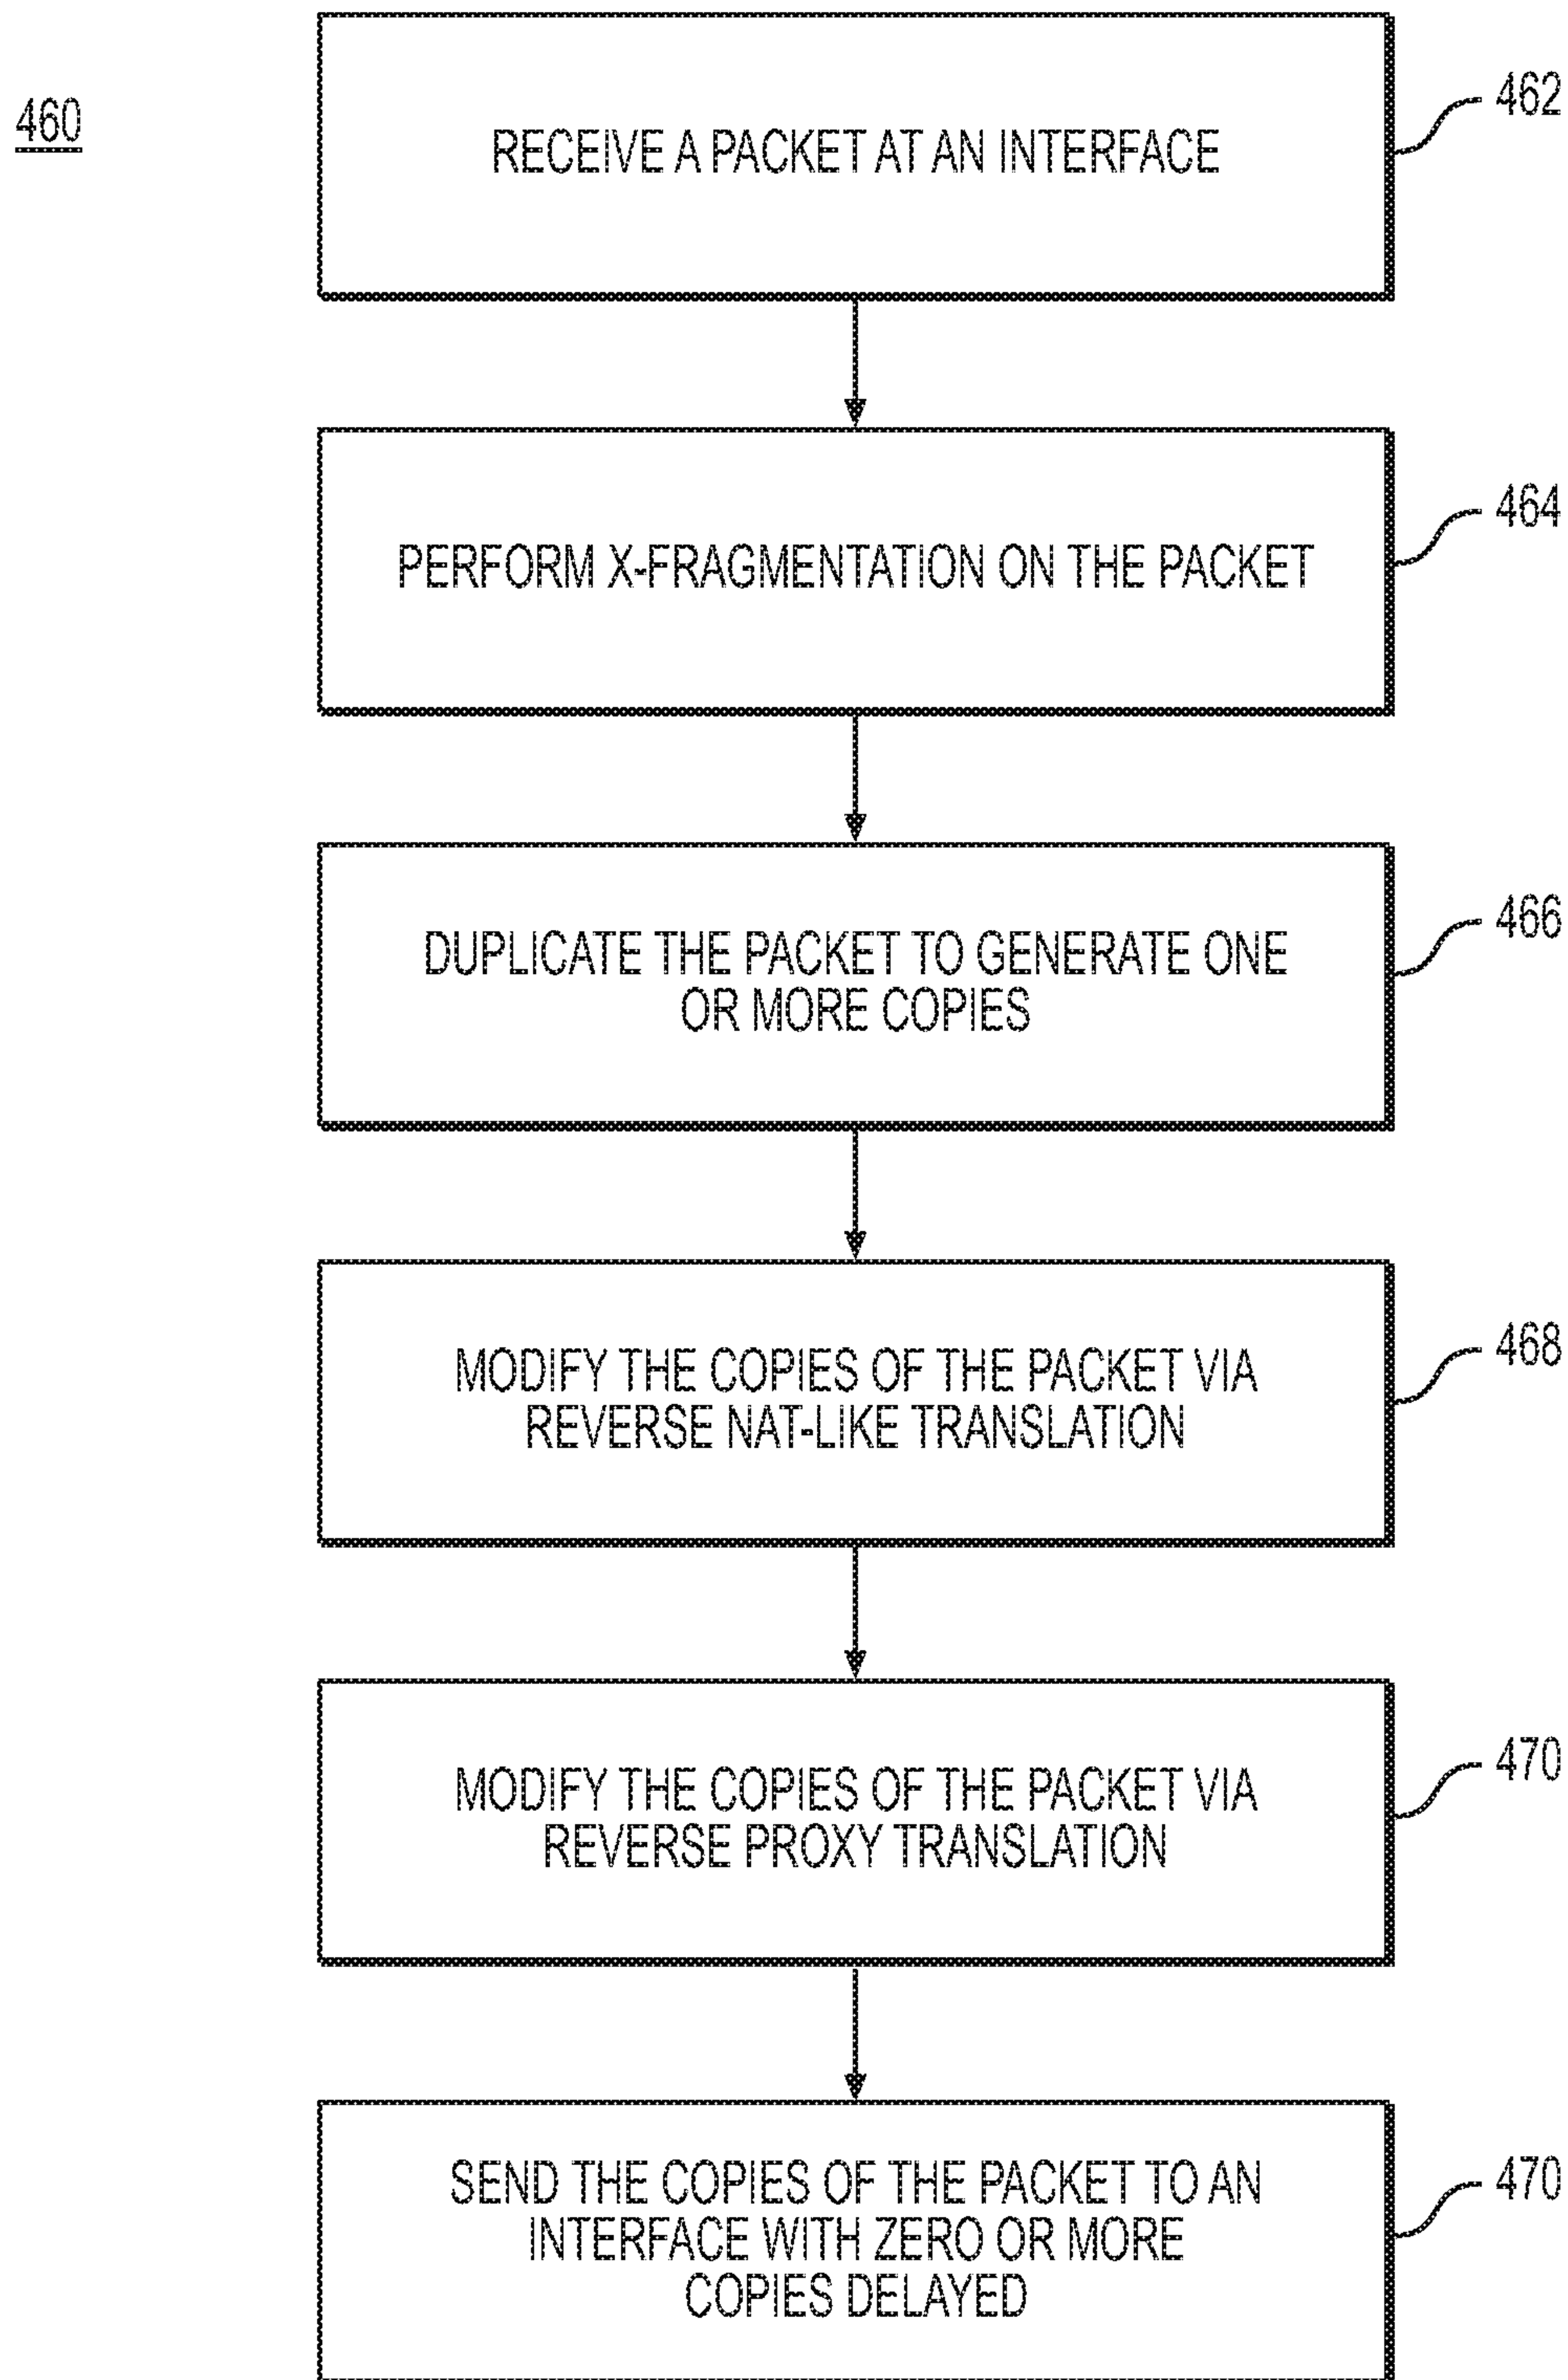 460
RECEIVE A PACKET AT AN INTERFACE
462
PERFORM X-FRAGMENTATION ON THE PACKET
464
DUPLICATE THE PACKET TO GENERATE ONE
OR MORE COPIES
466
MODIFY THE COPIES OF THE PACKET VIA
REVERSE NAT-LIKE TRANSLATION
468
MODIFY THE COPIES OF THE PACKET VIA
REVERSE PROXY TRANSLATION
470
SEND THE COPIES OF THE PACKET TO AN
INTERFACE WITH ZERO OR MORE
COPIES DELAYED
470